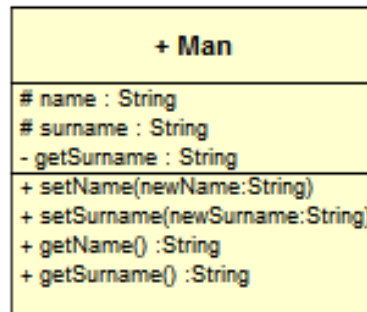 + Man
# name : String
# surname : String
- getSurname : String
+ setName(newName:String)
+ setSurname(newSurname:String)
+ getName() :String
+ getSurname() :String